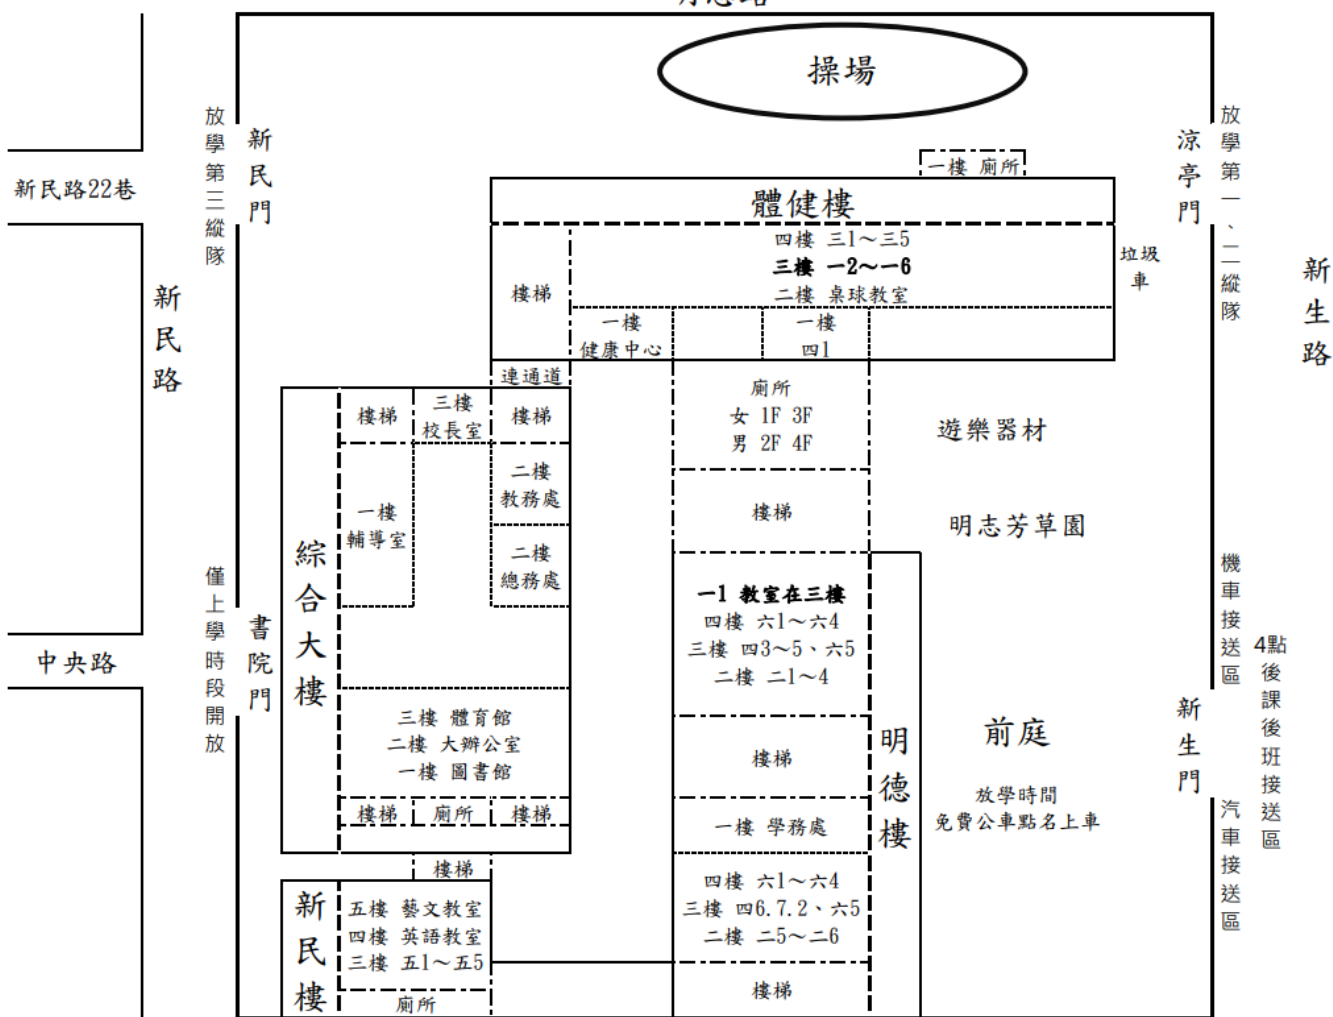 操場
放學第三縱隊
新民門
涼亭門
放學第一、二縱隊
新民路22巷
一樓 廁所
體健樓
四樓 三1～三5
三樓 一2～一6
二樓 桌球教室
樓梯
一樓
健康中心
一樓
四1
垃圾
車
新民路
新生路
連通道
樓梯
三樓
校長室
樓梯
廁所
女 1F 3F
男 2F 4F
遊樂器材
二樓
教務處
一樓
輔導室
樓梯
明志芳草園
二樓
總務處
綜合大樓
僅上學時段開放
書院門
中央路
一1 教室在三樓
四樓 六1～六4
三樓 四3～5、六5
二樓 二1～4
機車接送區
4點後課後班接送區
新生門
三樓 體育館
二樓 大辦公室
一樓 圖書館
樓梯
明德樓
前庭
放學時間
免費公車點名上車
樓梯
廁所
樓梯
一樓 學務處
汽車接送區
樓梯
新民樓
五樓 藝文教室
四樓 英語教室
三樓 五1～五5
廁所
四樓 六1～六4
三樓 四6.7.2、六5
二樓 二5～二6
樓梯